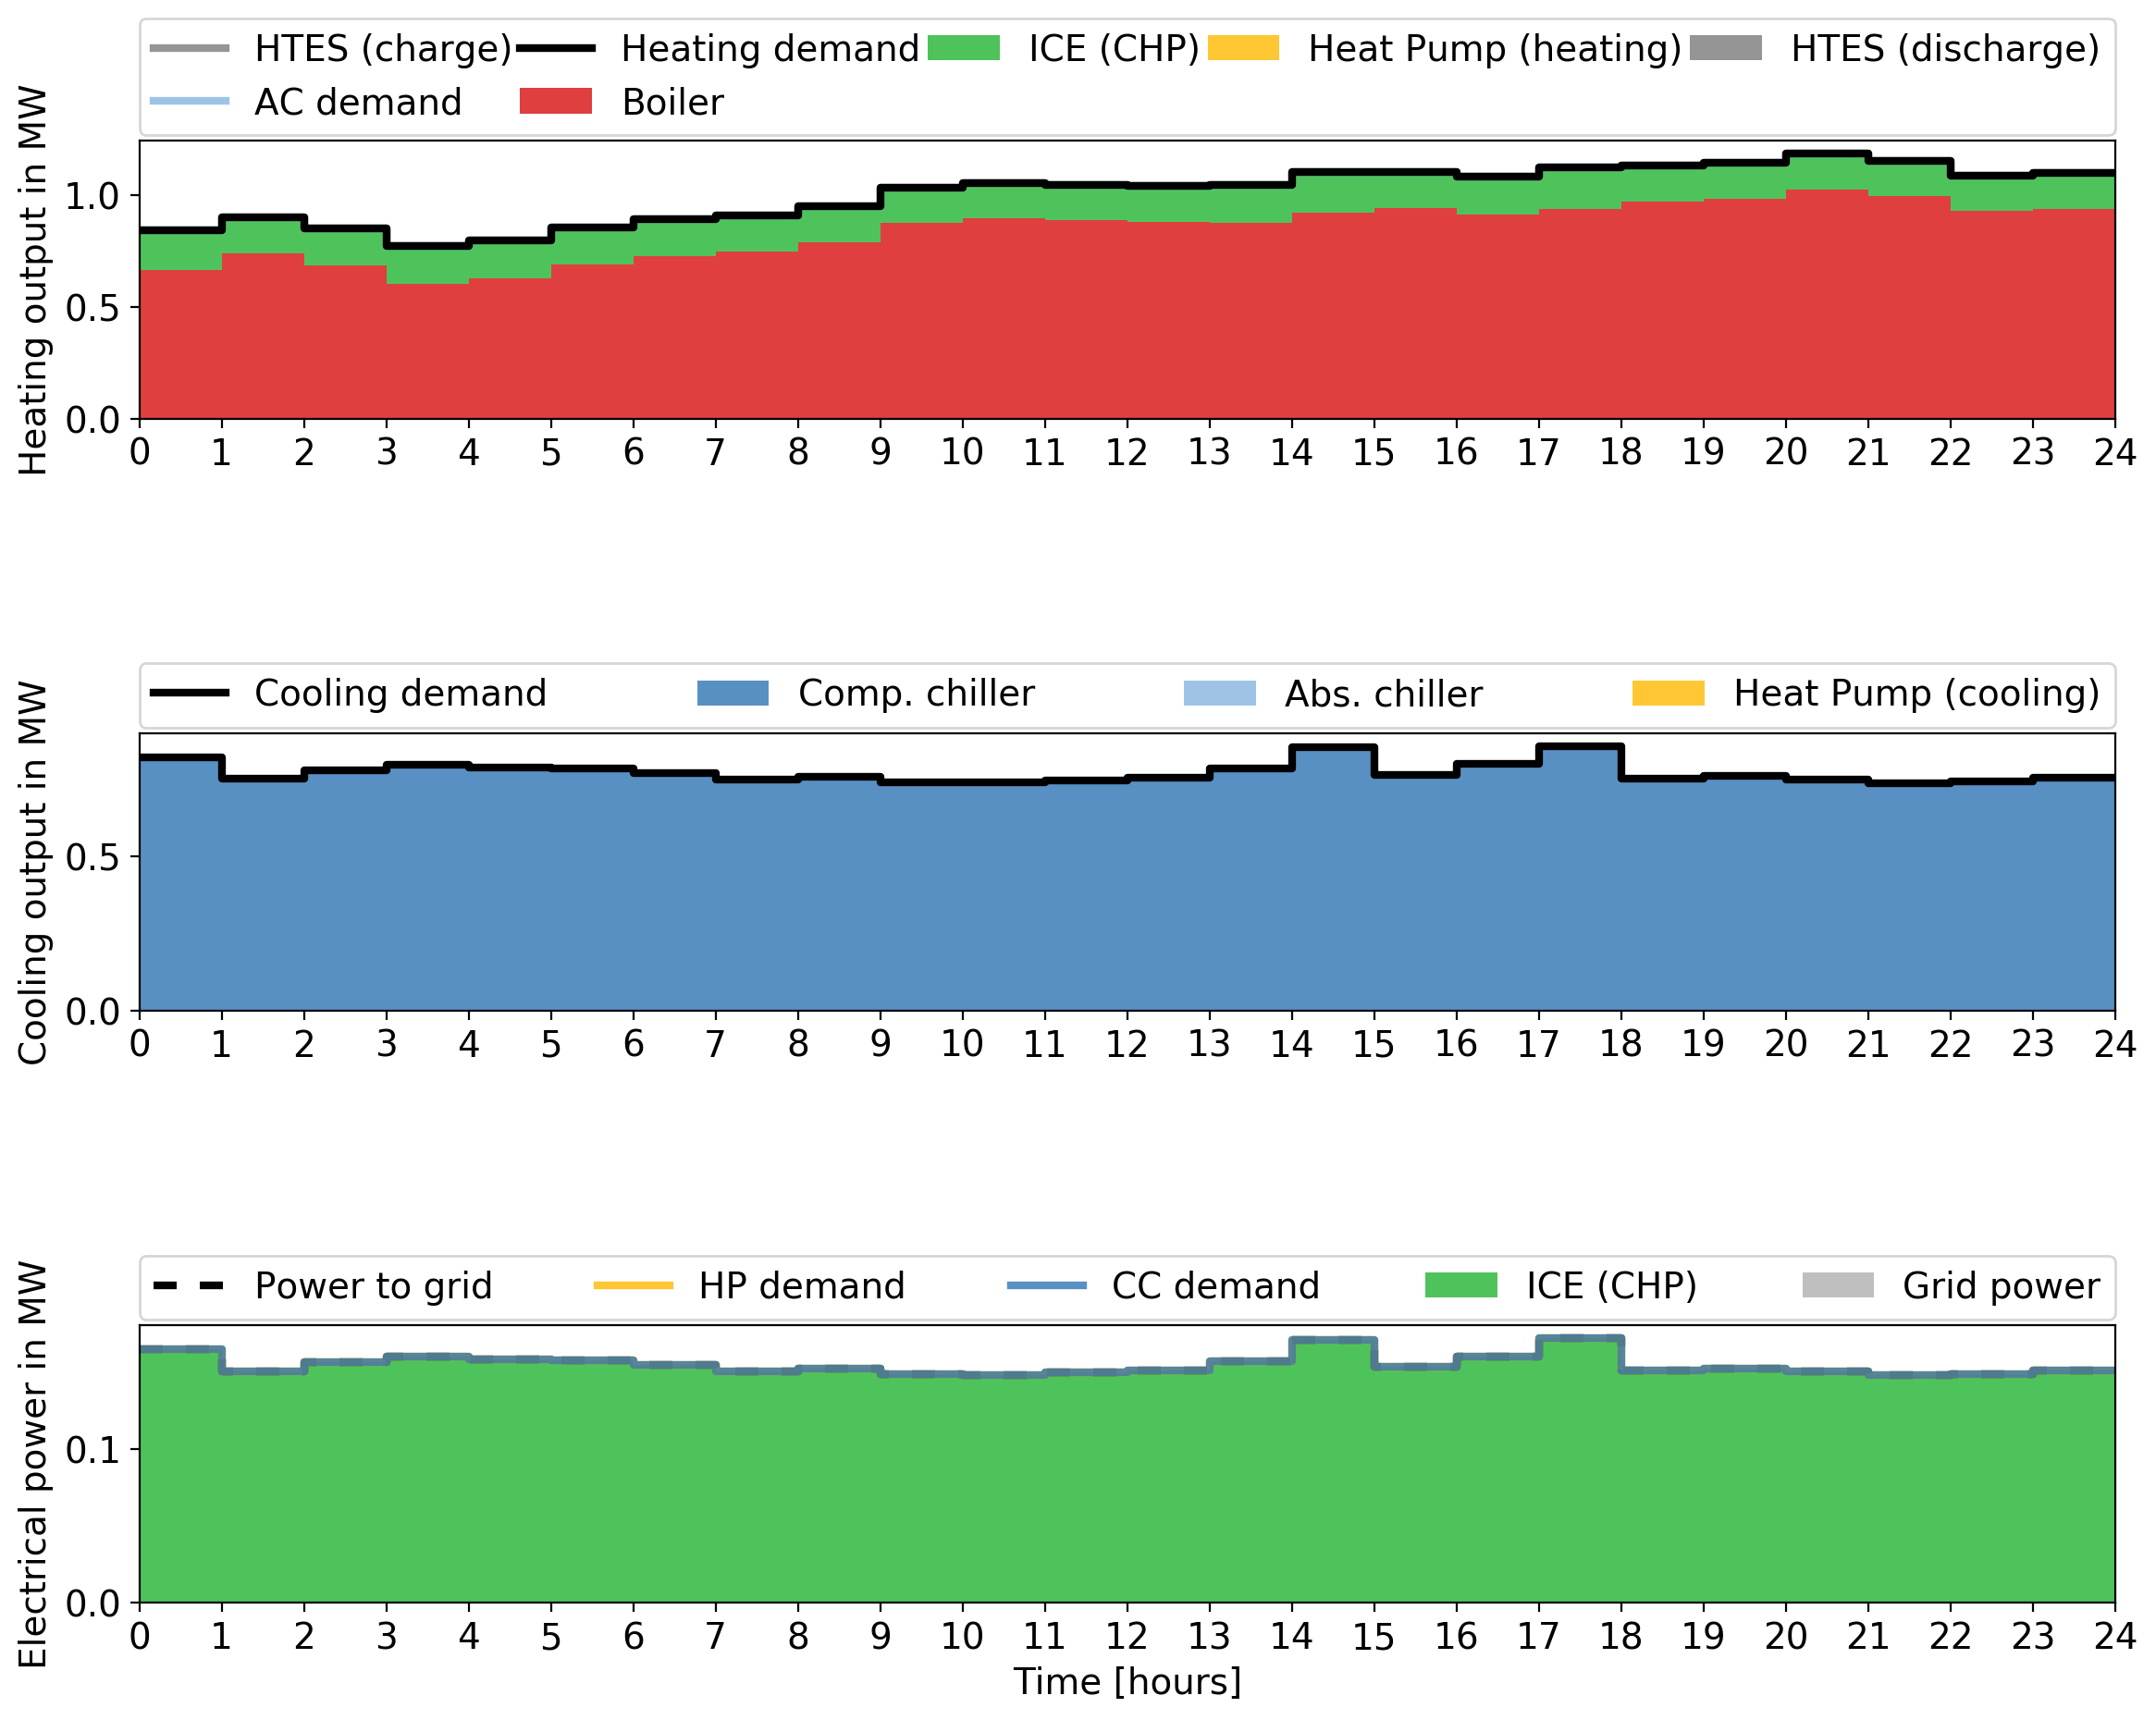 HTES (charge) Heating demand ICE (CHP) Heat Pump (heating) HTES (discharge)
AC demand Boiler
Heating output in MW
1.0
0.5
0.0
0 1 2 3 4 5 6 7 8 9 10 11 12 13 14 15 16 17 18 19 20 21 22 23 24
Cooling demand Comp. chiller Abs. chiller Heat Pump (cooling)
Cooling output in MW
0.5
0.0
0 1 2 3 4 5 6 7 8 9 10 11 12 13 14 15 16 17 18 19 20 21 22 23 24
Power to grid HP demand CC demand ICE (CHP) Grid power
Electrical power in MW
0.1
0.0
0 1 2 3 4 5 6 7 8 9 10 11 12 13 14 15 16 17 18 19 20 21 22 23 24
Time [hours]